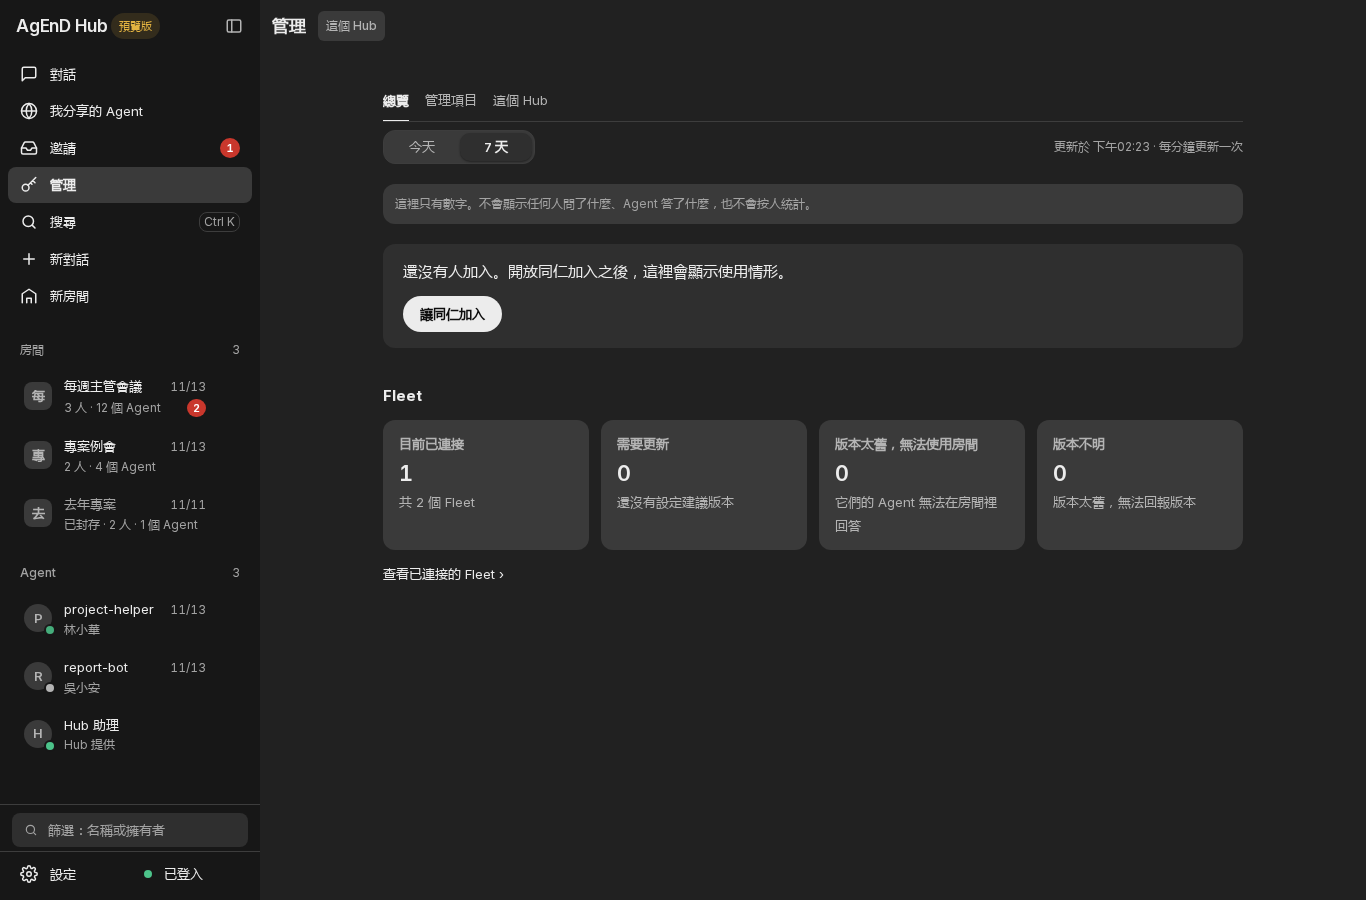 AgEnD Hub 預覽版
對話
我分享的 Agent
邀請 1
管理
搜尋 Ctrl K
新對話
新房間
房間 3
每 每週主管會議 11/13
3 人 · 12 個 Agent 2
專 專案例會 11/13
2 人 · 4 個 Agent
去 去年專案 11/11
已封存 · 2 人 · 1 個 Agent
Agent 3
P project-helper 11/13
林小華
R report-bot 11/13
吳小安
H Hub 助理
Hub 提供
篩選：名稱或擁有者
設定 已登入
管理 這個 Hub
總覽 管理項目 這個 Hub
今天 7 天 更新於 下午02:23 · 每分鐘更新一次
這裡只有數字。不會顯示任何人問了什麼、Agent 答了什麼，也不會按人統計。
還沒有人加入。開放同仁加入之後，這裡會顯示使用情形。
讓同仁加入
Fleet
目前已連接
1
共 2 個 Fleet
需要更新
0
還沒有設定建議版本
版本太舊，無法使用房間
0
它們的 Agent 無法在房間裡
回答
版本不明
0
版本太舊，無法回報版本
查看已連接的 Fleet ›